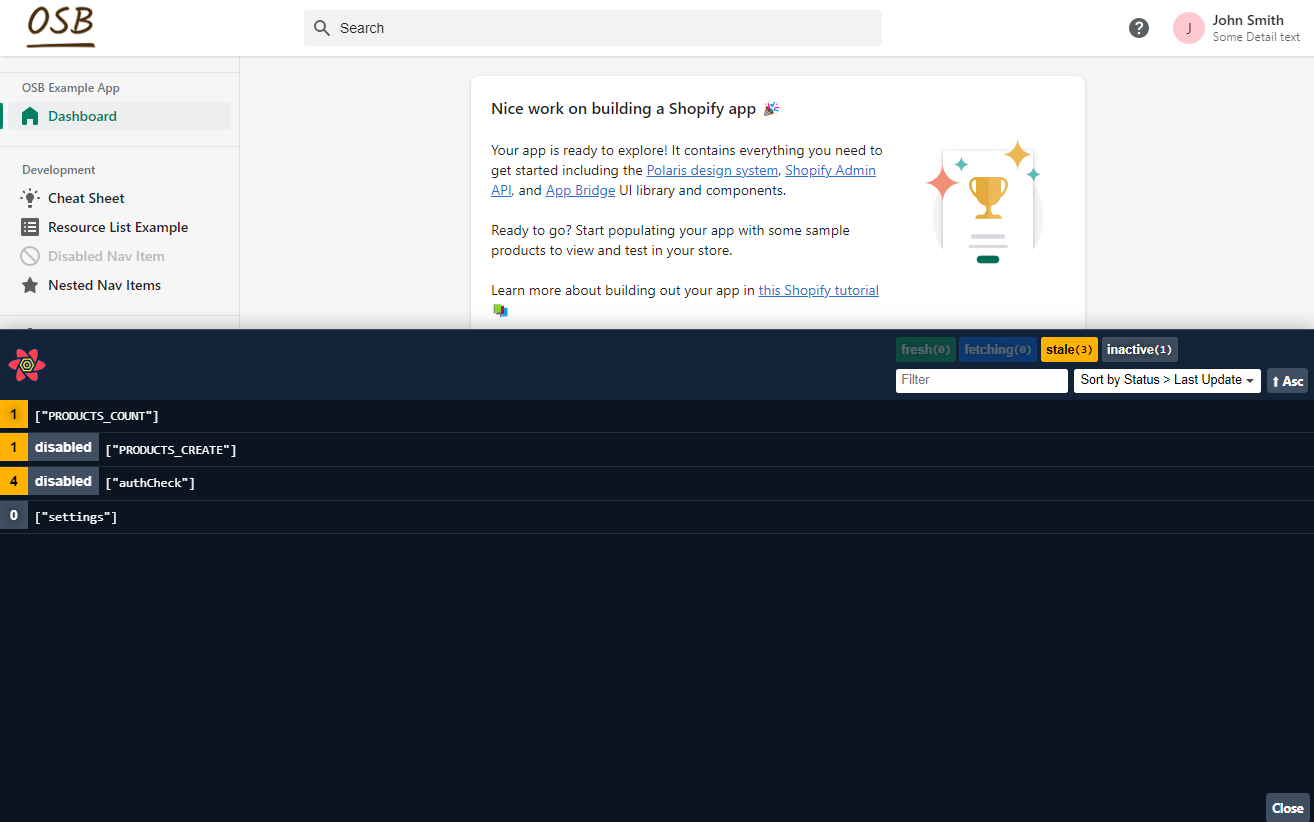 OSB
Search
?
J
John Smith
Some Detail text
OSB Example App
Dashboard
Development
Cheat Sheet
Resource List Example
Disabled Nav Item
Nested Nav Items
Nice work on building a Shopify app 🎉
Your app is ready to explore! It contains everything you need to
get started including the Polaris design system, Shopify Admin
API, and App Bridge UI library and components.
Ready to go? Start populating your app with some sample
products to view and test in your store.
Learn more about building out your app in this Shopify tutorial
📚
fresh(0) fetching(0) stale(3) inactive(1)
Filter
Sort by Status > Last Update
⬆ Asc
1 ["PRODUCTS_COUNT"]
1 disabled ["PRODUCTS_CREATE"]
4 disabled ["authCheck"]
0 ["settings"]
Close